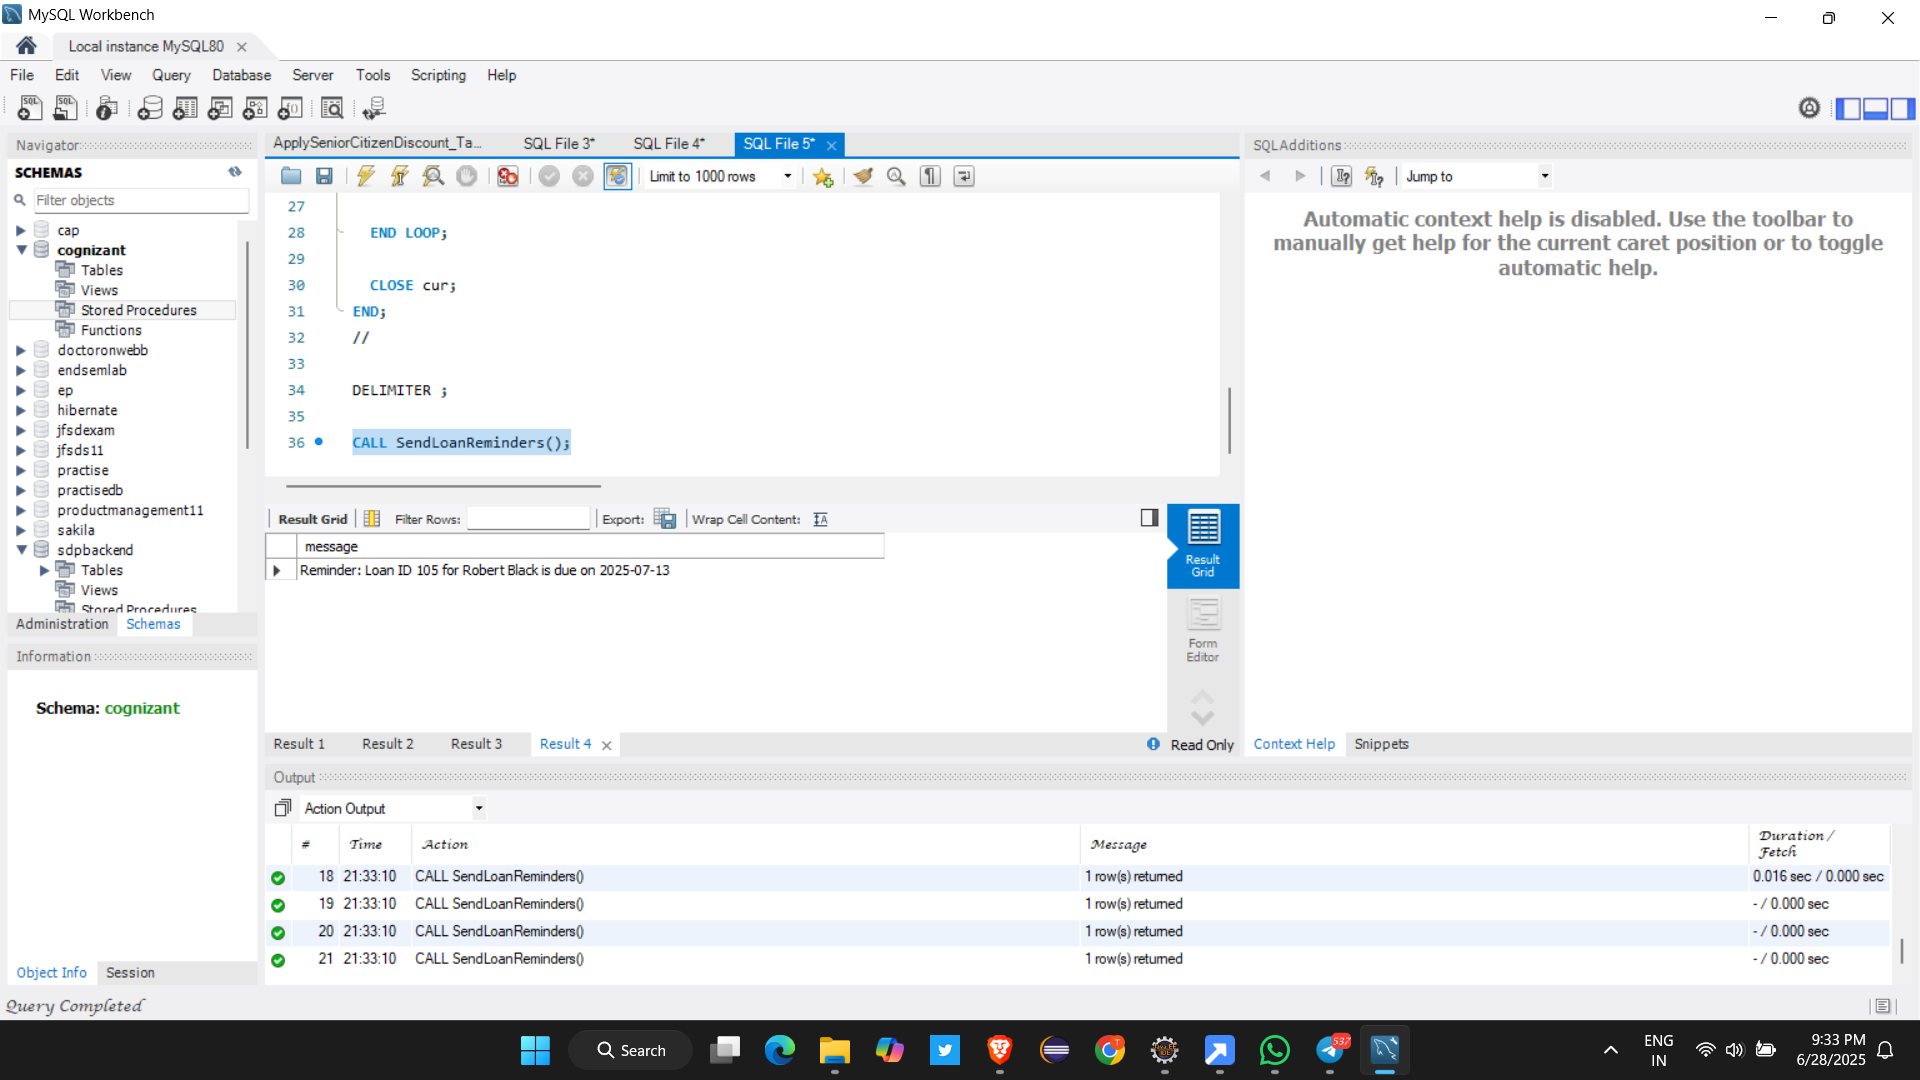 MySQL Workbench
Local instance MySQL80
File Edit View Query Database Server Tools Scripting Help
Navigator
SCHEMAS
Filter objects
cap
cognizant
Tables
Views
Stored Procedures
Functions
doctoronwebb
endsemlab
ep
hibernate
jfsdexam
jfsds11
practise
practisedb
productmanagement11
sakila
sdpbackend
Tables
Views
Stored Procedures
Administration Schemas
Information
Schema: cognizant
Object Info Session
ApplySeniorCitizenDiscount_Ta... SQL File 3* SQL File 4* SQL File 5*
Limit to 1000 rows
27
28 END LOOP;
29
30 CLOSE cur;
31 END;
32 //
33
34 DELIMITER ;
35
36 CALL SendLoanReminders();
Result Grid Filter Rows: Export: Wrap Cell Content:
message
Reminder: Loan ID 105 for Robert Black is due on 2025-07-13
Result Grid
Form Editor
Result 1 Result 2 Result 3 Result 4 Read Only
SQLAdditions
Jump to
Automatic context help is disabled. Use the toolbar to
manually get help for the current caret position or to toggle
automatic help.
Context Help Snippets
Output
Action Output
# Time Action Message Duration / Fetch
18 21:33:10 CALL SendLoanReminders() 1 row(s) returned 0.016 sec / 0.000 sec
19 21:33:10 CALL SendLoanReminders() 1 row(s) returned - / 0.000 sec
20 21:33:10 CALL SendLoanReminders() 1 row(s) returned - / 0.000 sec
21 21:33:10 CALL SendLoanReminders() 1 row(s) returned - / 0.000 sec
Query Completed
Search
537
ENG
IN
9:33 PM
6/28/2025